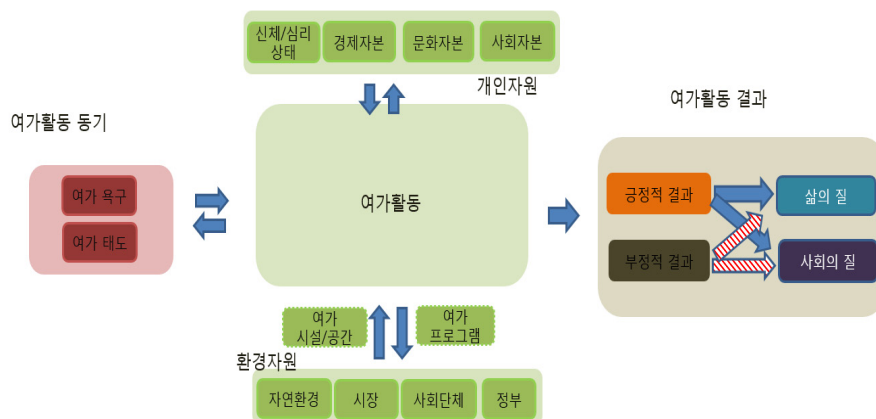 신체/심리
상태
경제자본
문화자본
사회자본
개인자원
여가활동 동기
여가 욕구
여가 태도
여가활동
여가활동 결과
긍정적 결과
삶의 질
부정적 결과
사회의 질
여가
시설/공간
여가
프로그램
환경자원
자연환경
시장
사회단체
정부